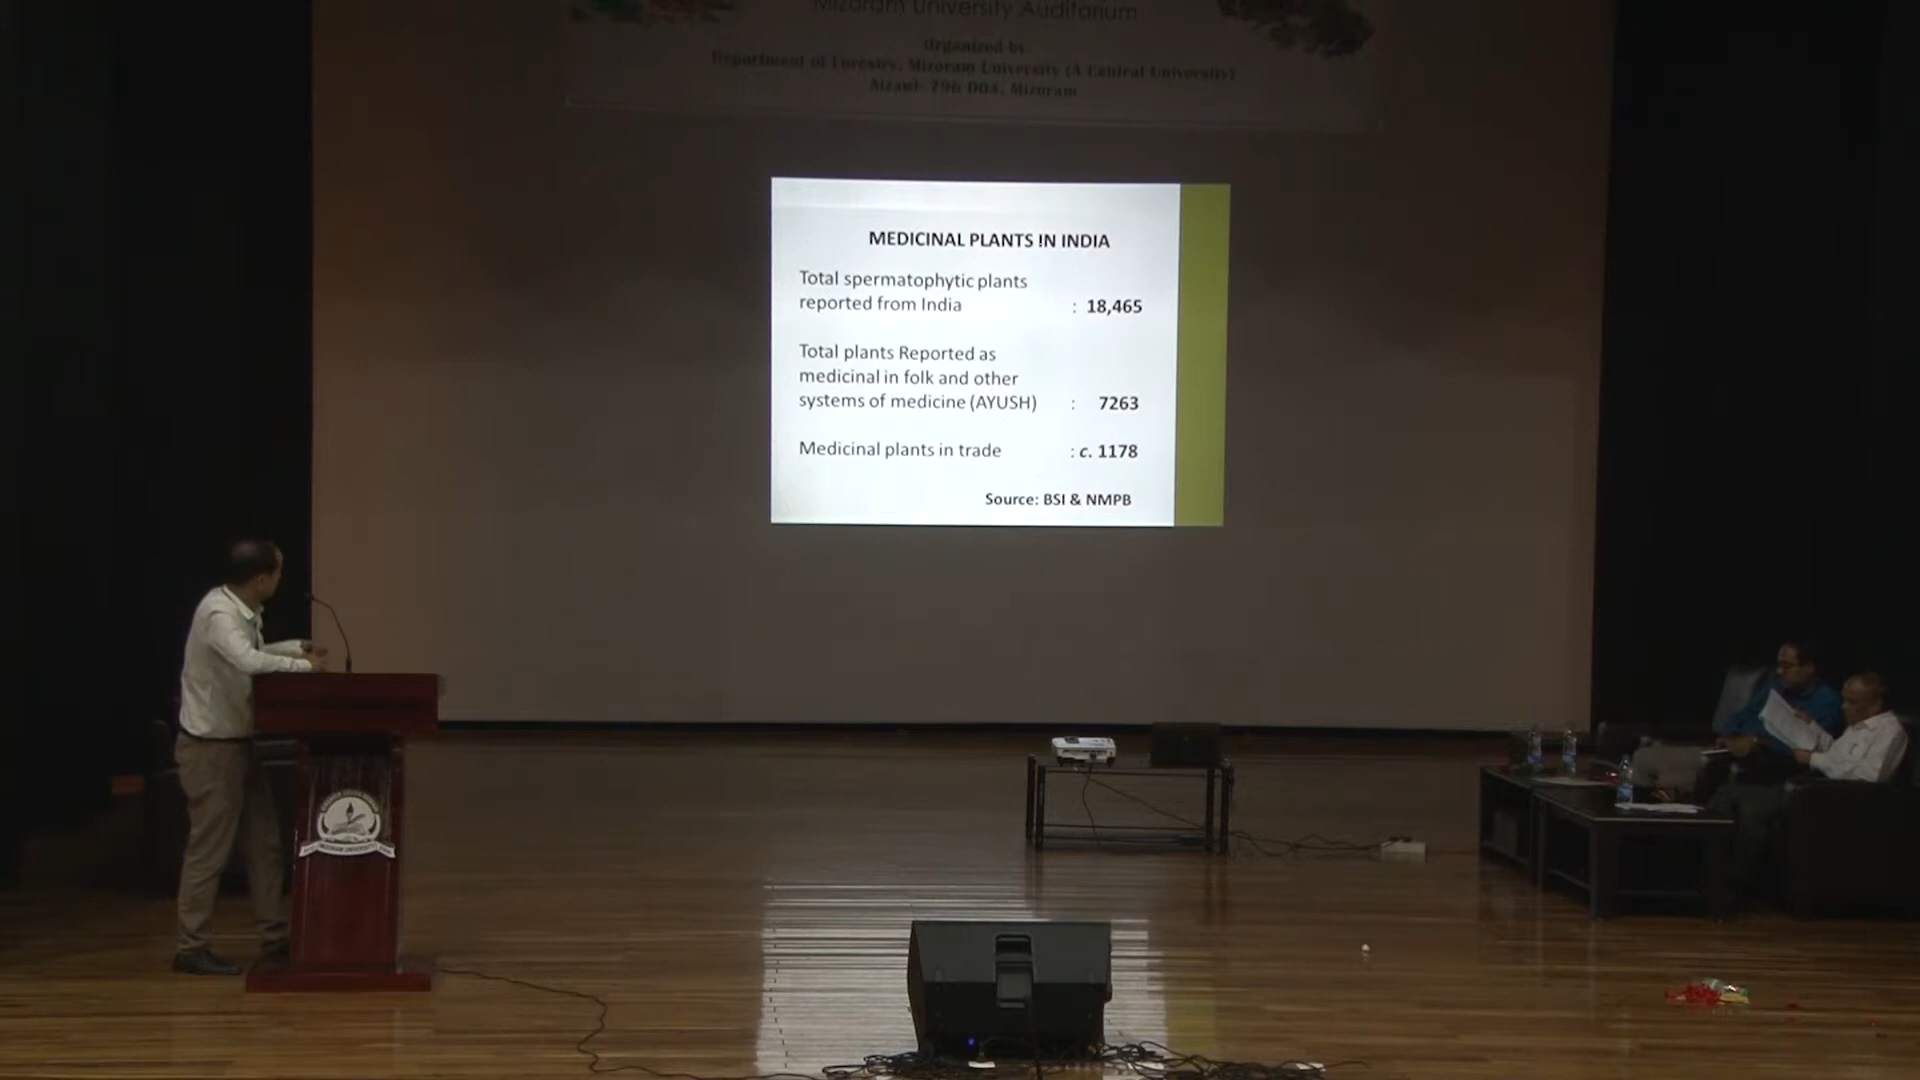 Mizoram University Auditorium
Organized by
Department of Forestry, Mizoram University (A Central University)
Aizawl- 796 004, Mizoram
MEDICINAL PLANTS IN INDIA
Total spermatophytic plants
reported from India : 18,465
Total plants Reported as
medicinal in folk and other
systems of medicine (AYUSH) : 7263
Medicinal plants in trade : c. 1178
Source: BSI & NMPB
MIZORAM UNIVERSITY